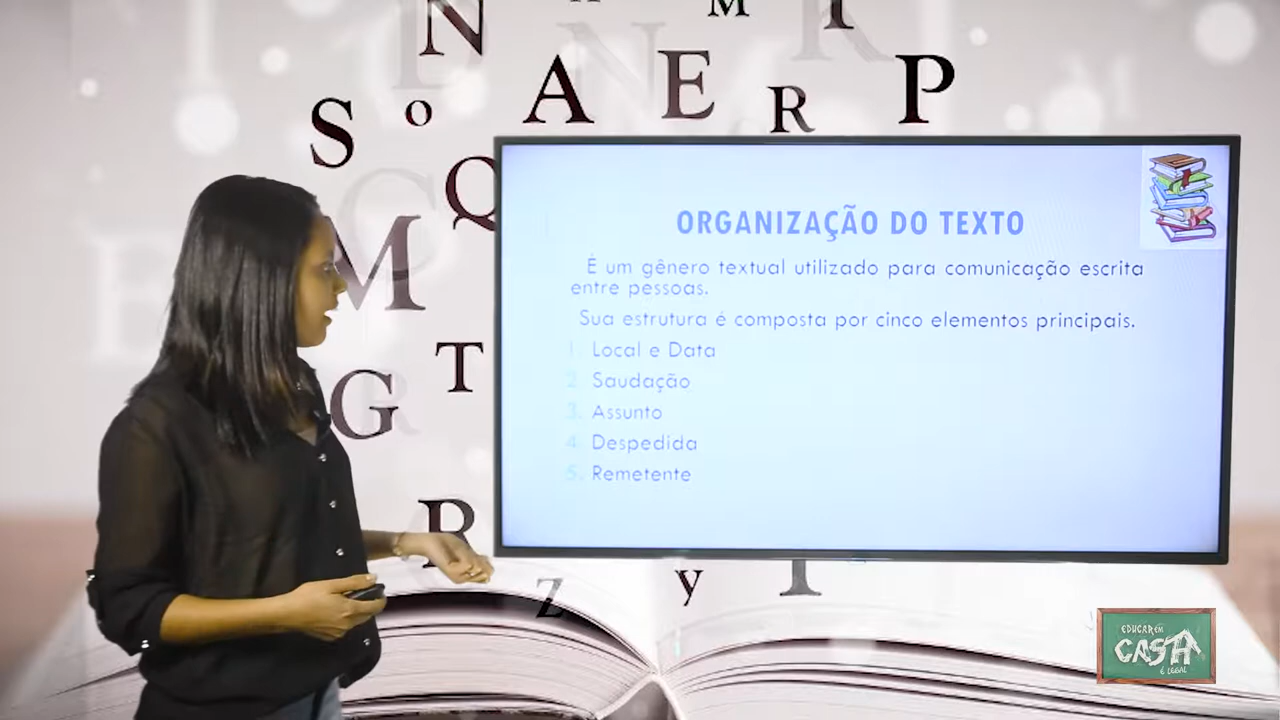 N M I
S O A E R P
Q
M
T
G
R
Z y I
ORGANIZAÇÃO DO TEXTO
É um gênero textual utilizado para comunicação escrita
entre pessoas.
Sua estrutura é composta por cinco elementos principais.
1. Local e Data
2. Saudação
3. Assunto
4. Despedida
5. Remetente
EDUCAR EM
CASA
É LEGAL